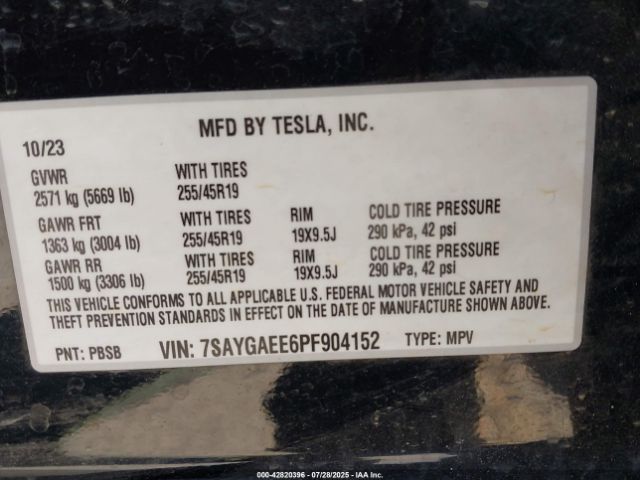 MFD BY TESLA, INC.
10/23
GVWR WITH TIRES
2571 kg (5669 lb) 255/45R19
GAWR FRT WITH TIRES RIM COLD TIRE PRESSURE
1363 kg (3004 lb) 255/45R19 19X9.5J 290 kPa, 42 psi
GAWR RR WITH TIRES RIM COLD TIRE PRESSURE
1500 kg (3306 lb) 255/45R19 19X9.5J 290 kPa, 42 psi
THIS VEHICLE CONFORMS TO ALL APPLICABLE U.S. FEDERAL MOTOR VEHICLE SAFETY AND
THEFT PREVENTION STANDARDS IN EFFECT ON THE DATE OF MANUFACTURE SHOWN ABOVE.
PNT: PBSB VIN: 7SAYGAEE6PF904152 TYPE: MPV
000-42820396 - 07/28/2025 - IAA Inc.